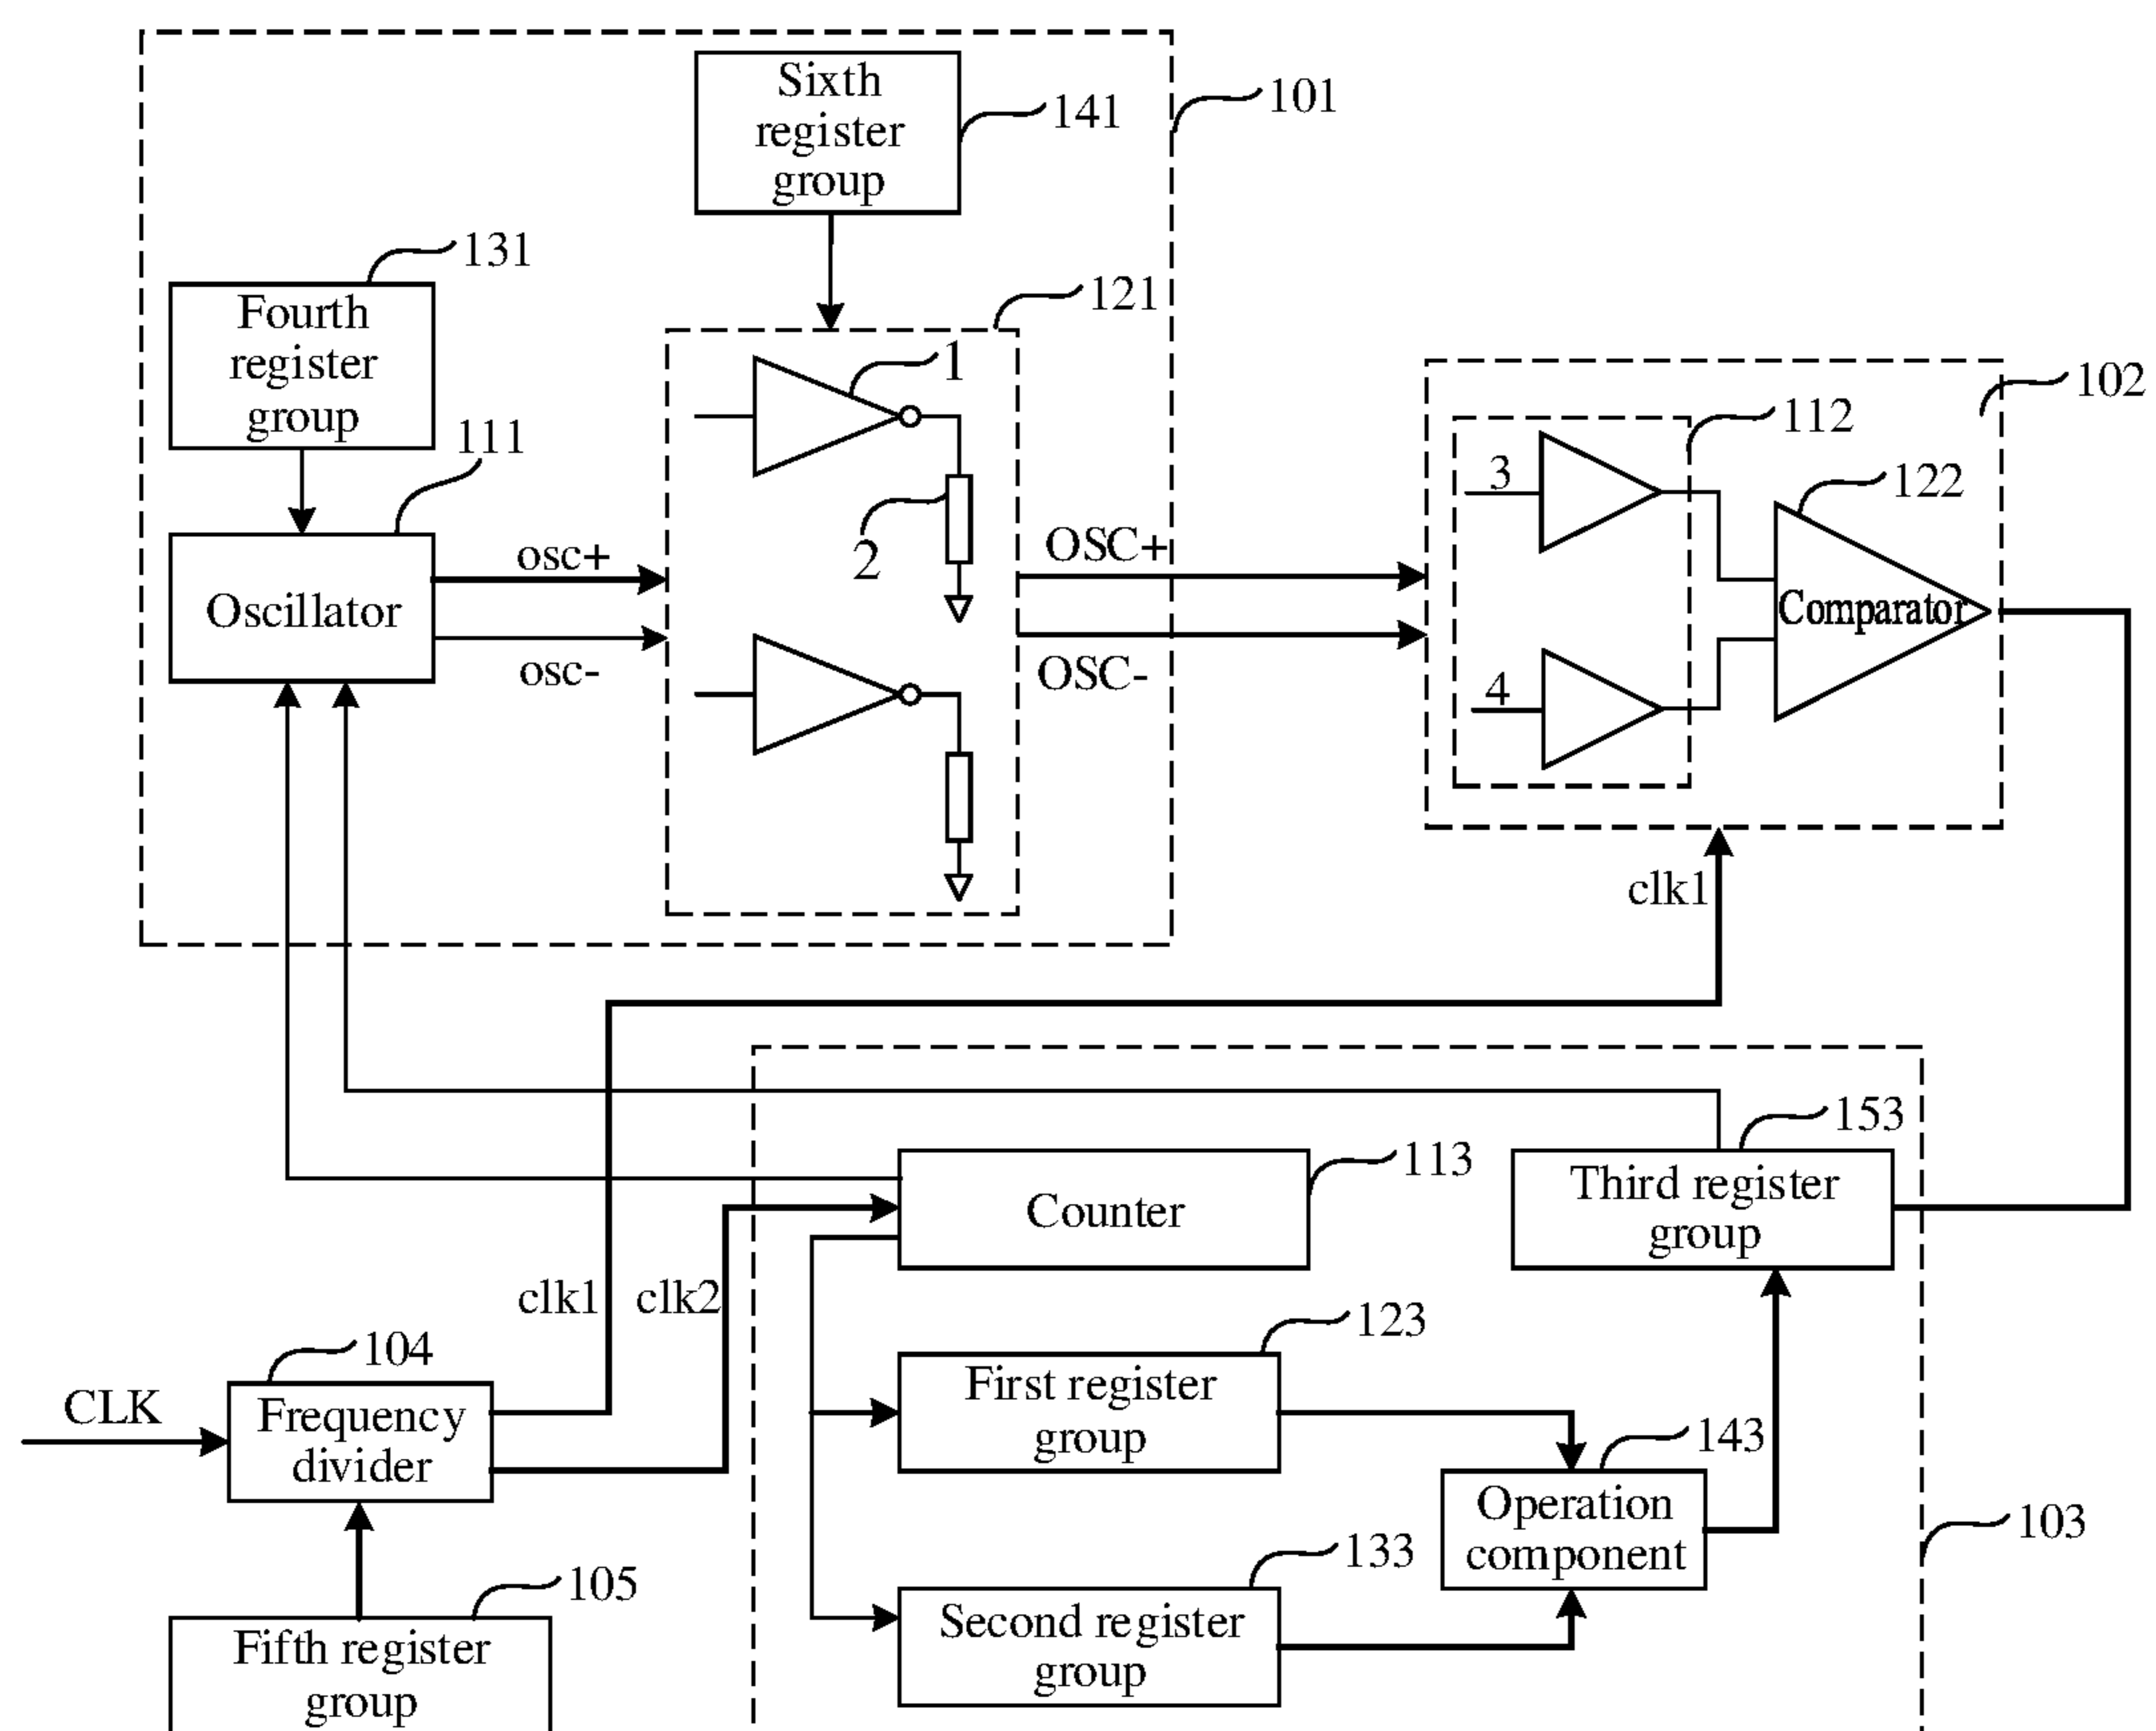 Sixth
register
group
141
101
131
Fourth
register
group
111
121
1
2
102
112
3
122
osc+
OSC+
Oscillator
Comparator
osc-
OSC-
4
clk1
153
113
Third register
group
Counter
clk1
clk2
123
104
First register
group
CLK
Frequency
divider
143
Operation
component
103
133
105
Second register
group
Fifth register
group